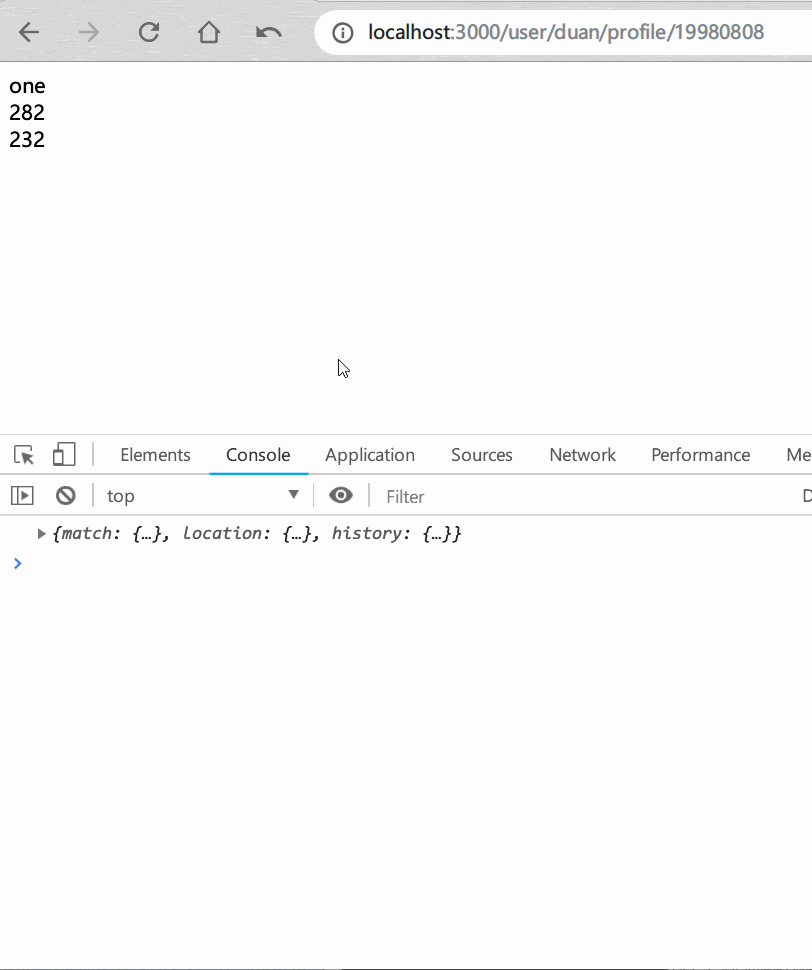 localhost:3000/user/duan/profile/19980808
one
282
232
Elements Console Application Sources Network Performance Me
top Filter D
{match: {…}, location: {…}, history: {…}}